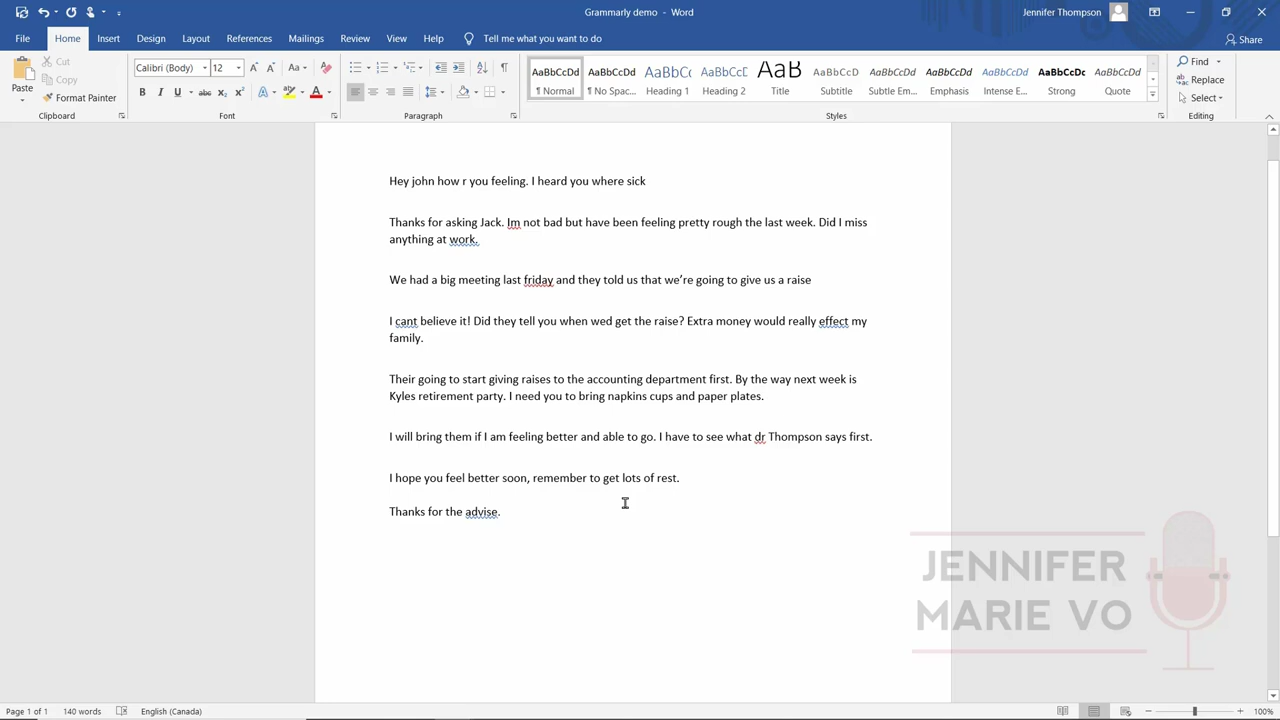 Grammarly demo - Word
Jennifer Thompson
File Home Insert Design Layout References Mailings Review View Help Tell me what you want to do Share
Paste
Cut
Copy
Format Painter
Clipboard
Calibri (Body) 12
Font
Paragraph
AaBbCcDd AaBbCcDd AaBbCc AaBbCcD AaB AaBbCcD AaBbCcDd AaBbCcDd AaBbCcDd AaBbCcDc AaBbCcDd
¶ Normal ¶ No Spac... Heading 1 Heading 2 Title Subtitle Subtle Em... Emphasis Intense E... Strong Quote
Styles
Find
Replace
Select
Editing
Hey john how r you feeling. I heard you where sick
Thanks for asking Jack. Im not bad but have been feeling pretty rough the last week. Did I miss
anything at work.
We had a big meeting last friday and they told us that we’re going to give us a raise
I cant believe it! Did they tell you when wed get the raise? Extra money would really effect my
family.
Their going to start giving raises to the accounting department first. By the way next week is
Kyles retirement party. I need you to bring napkins cups and paper plates.
I will bring them if I am feeling better and able to go. I have to see what dr Thompson says first.
I hope you feel better soon, remember to get lots of rest.
Thanks for the advise.
JENNIFER
MARIE VO
Page 1 of 1 140 words English (Canada) 100%